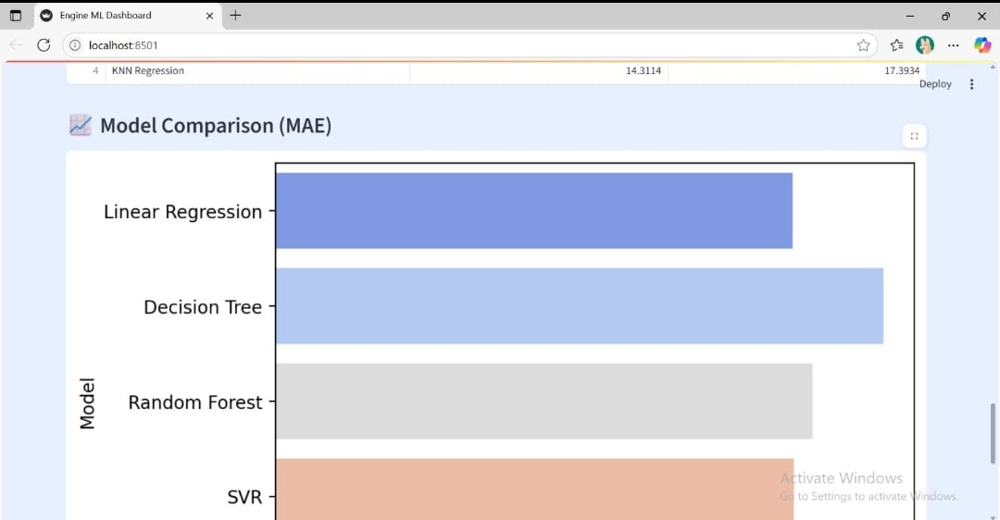 Engine ML Dashboard
localhost:8501
4 KNN Regression 14.3114 17.3934
Deploy
Model Comparison (MAE)
Linear Regression
Decision Tree
Random Forest
SVR
Model
Activate Windows
Go to Settings to activate Windows.